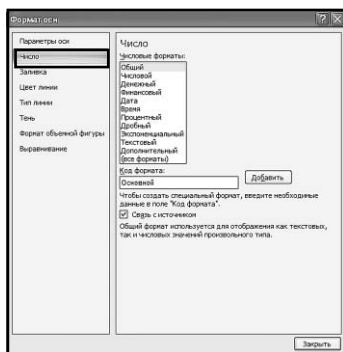 Формат оси
Параметры оси
Число
Заливка
Цвет линии
Тип линии
Тень
Формат объемной фигуры
Выравнивание
Число
Числовые форматы:
Общий
Числовой
Денежный
Финансовый
Дата
Время
Процентный
Дробный
Экспоненциальный
Текстовый
Дополнительный
(все форматы)
Код формата:
Основной
Добавить
Чтобы создать специальный формат, введите необходимые
данные в поле "Код формата".
Связь с источником
Общий формат используется для отображения как текстовых,
так и числовых значений произвольного типа.
Закрыть